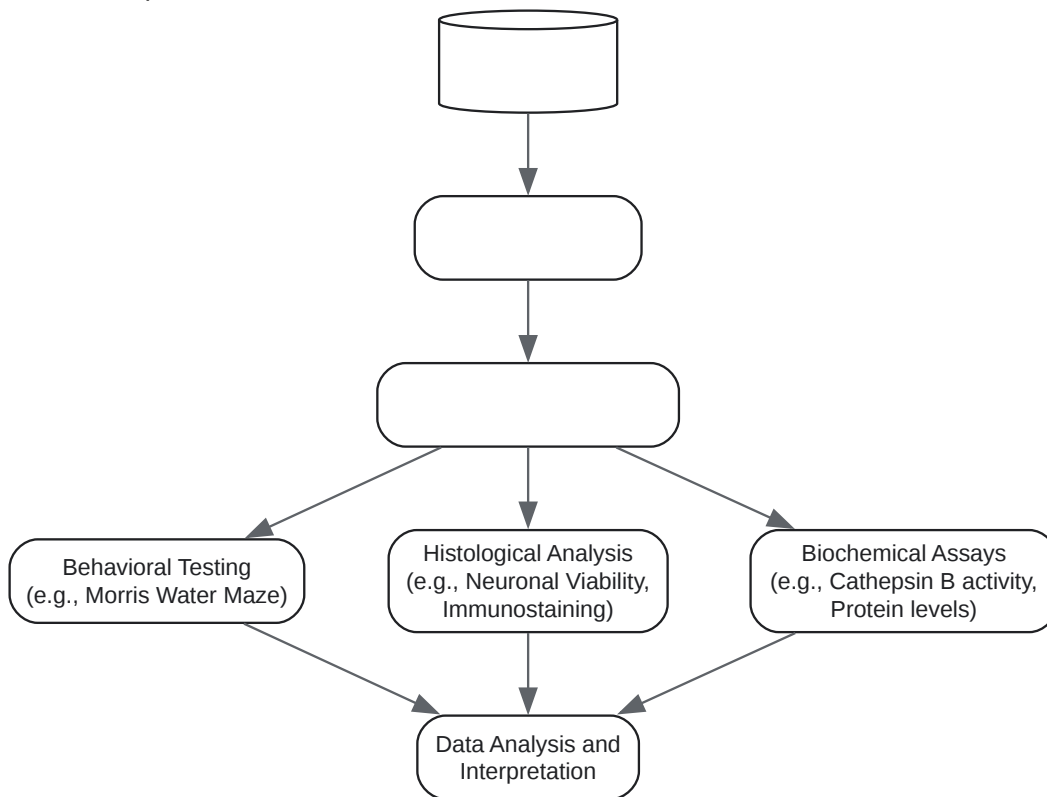 Behavioral Testing
(e.g., Morris Water Maze)
Histological Analysis
(e.g., Neuronal Viability,
Immunostaining)
Biochemical Assays
(e.g., Cathepsin B activity,
Protein levels)
Data Analysis and
Interpretation